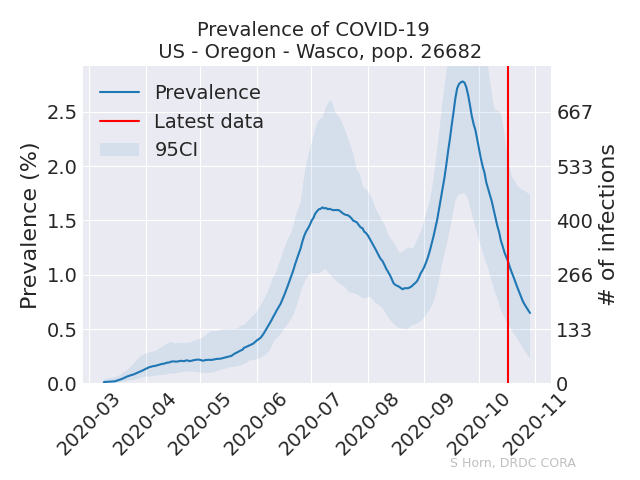 Prevalence of COVID-19
US - Oregon - Wasco, pop. 26682
Prevalence
Latest data
95CI
Prevalence (%)
2.5
2.0
1.5
1.0
0.5
0.0
667
533
400
266
133
0
# of infections
2020-03
2020-04
2020-05
2020-06
2020-07
2020-08
2020-09
2020-10
2020-11
S Horn, DRDC CORA